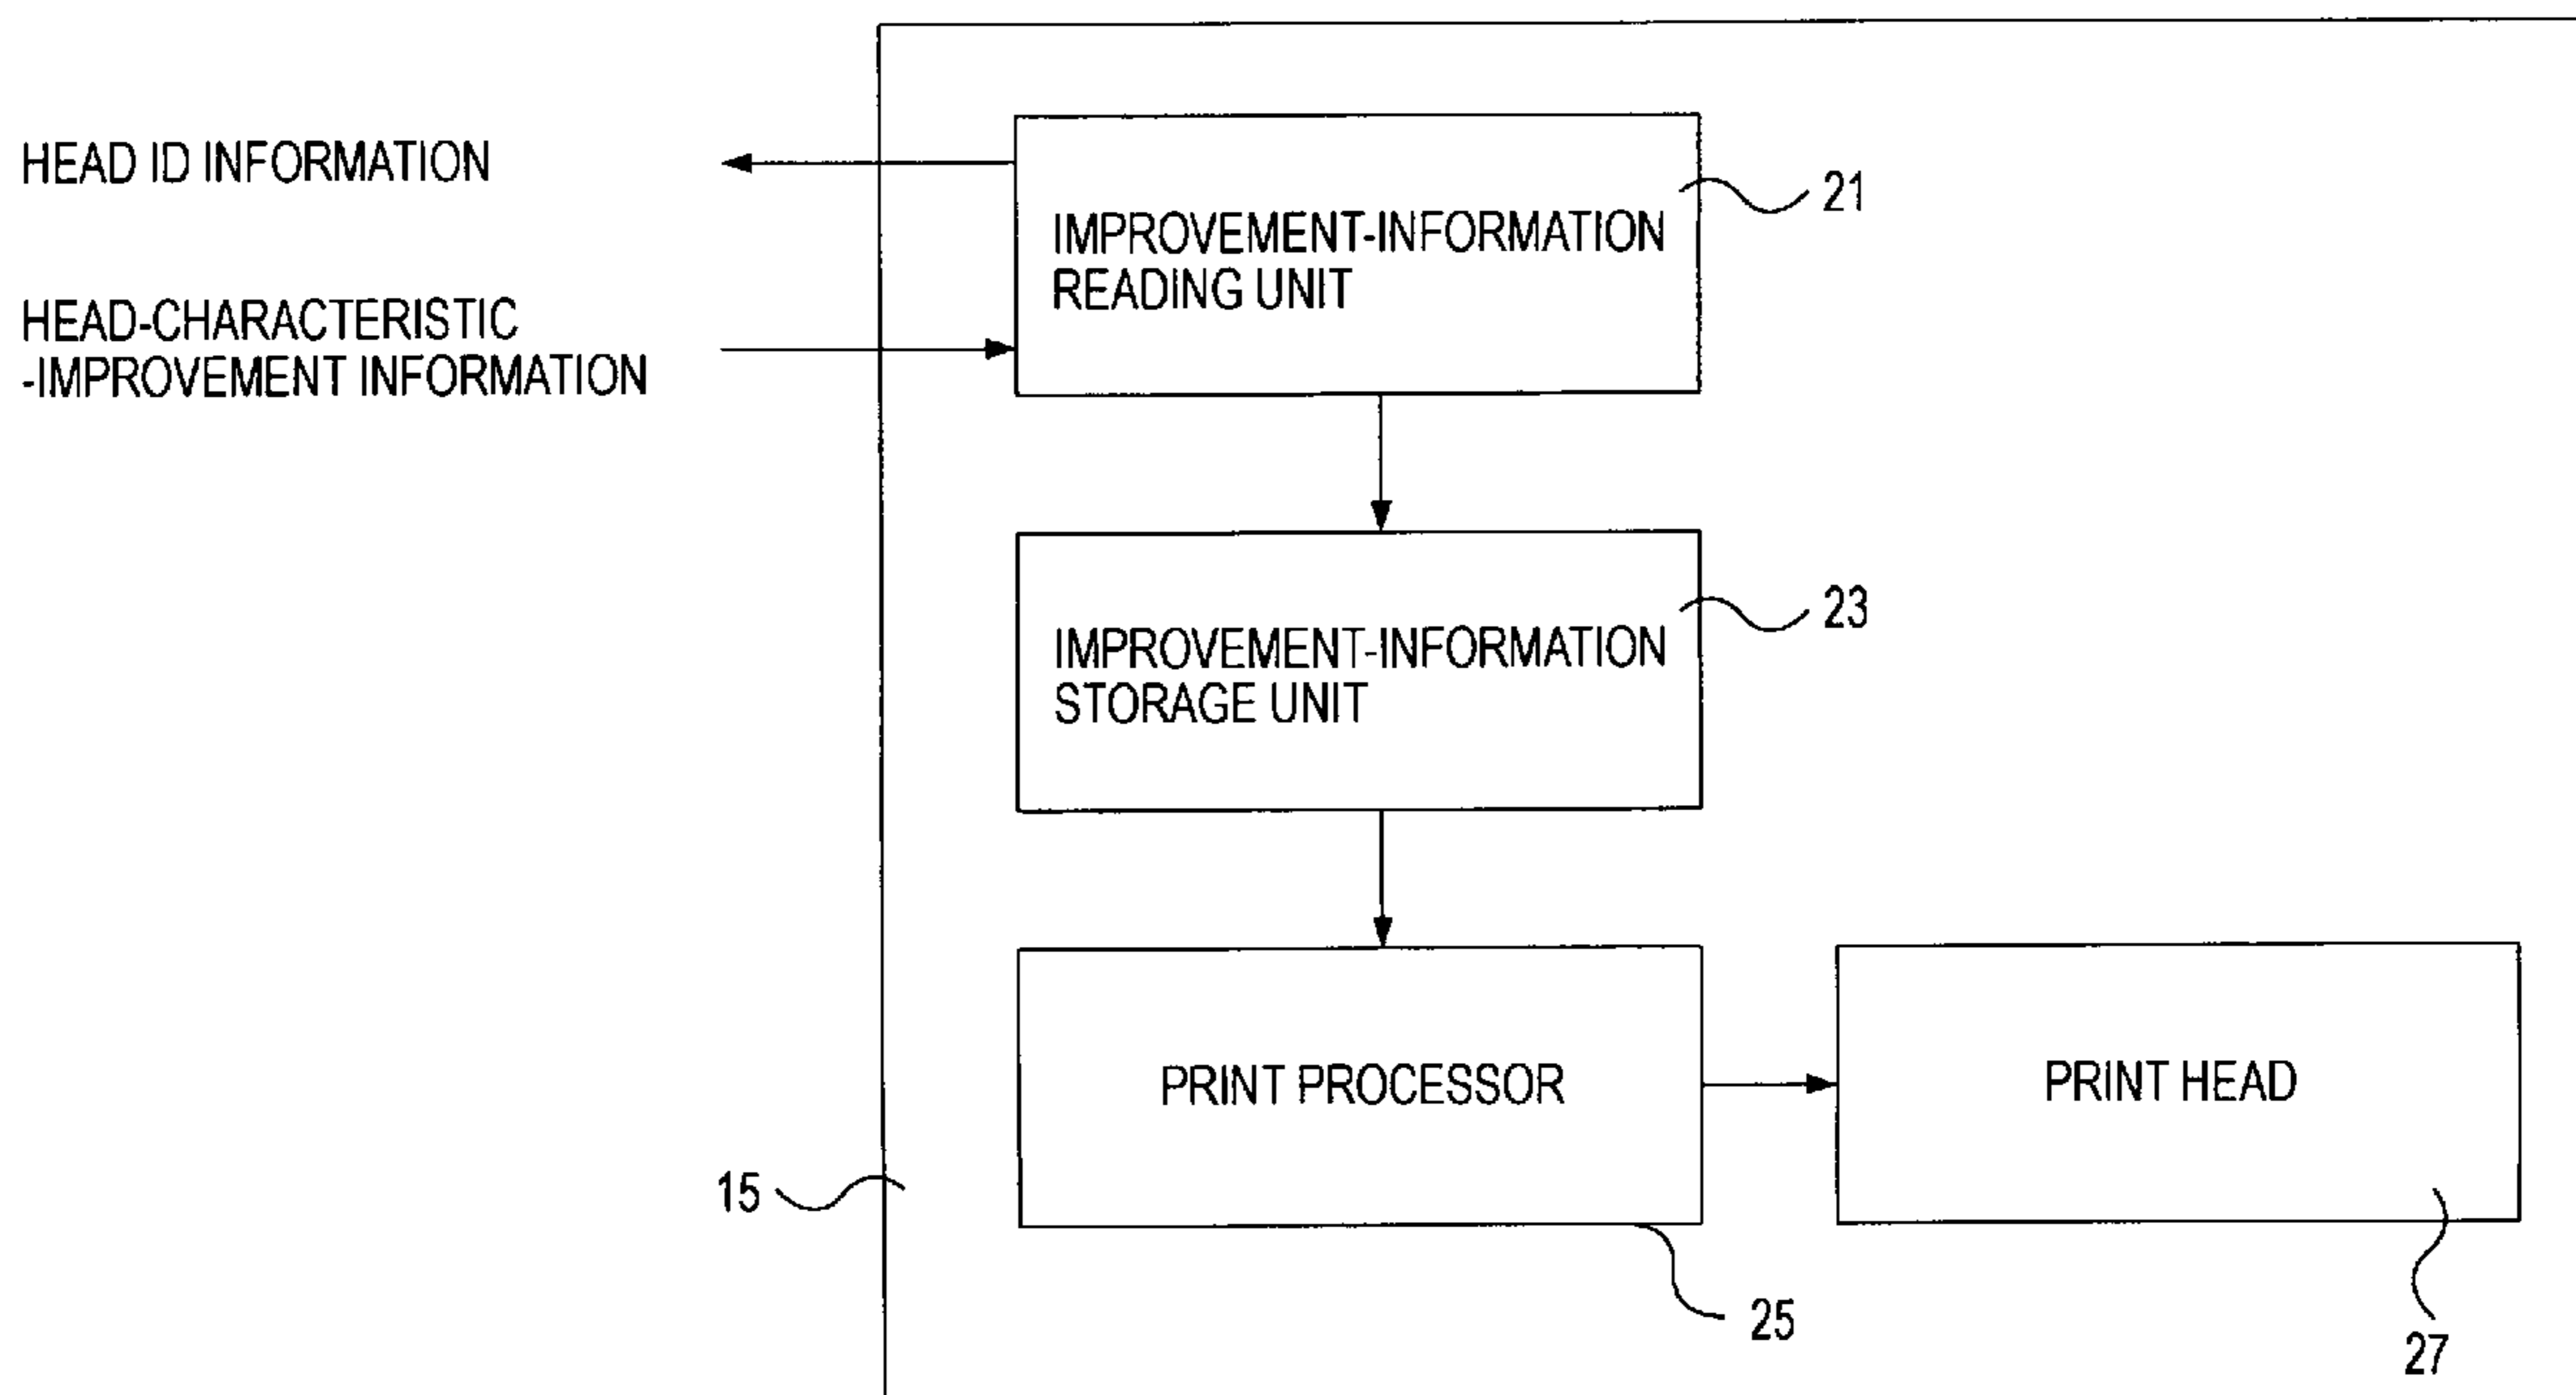 HEAD ID INFORMATION
HEAD-CHARACTERISTIC
-IMPROVEMENT INFORMATION
IMPROVEMENT-INFORMATION
READING UNIT
21
IMPROVEMENT-INFORMATION
STORAGE UNIT
23
PRINT PROCESSOR
PRINT HEAD
15
25
27